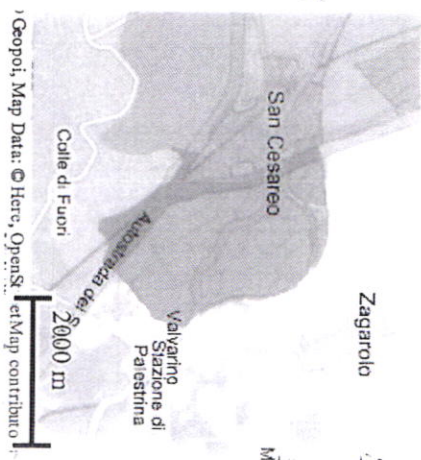 Zagarolo
San Cesareo
Valvarino
Stazione di
Palestrina
Autostrada del S
Colle di Fuori
2000 m
) Geopoi, Map Data: © Here, OpenSt etMap contributo